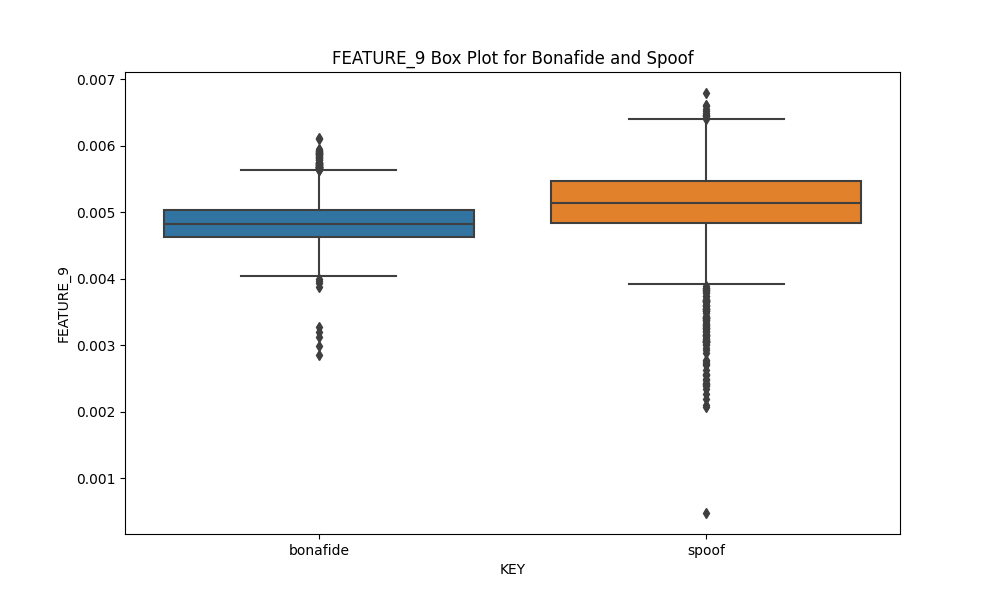 FEATURE_9 Box Plot for Bonafide and Spoof
0.007
0.006
0.005
0.004
0.003
0.002
0.001
FEATURE_9
bonafide
spoof
KEY